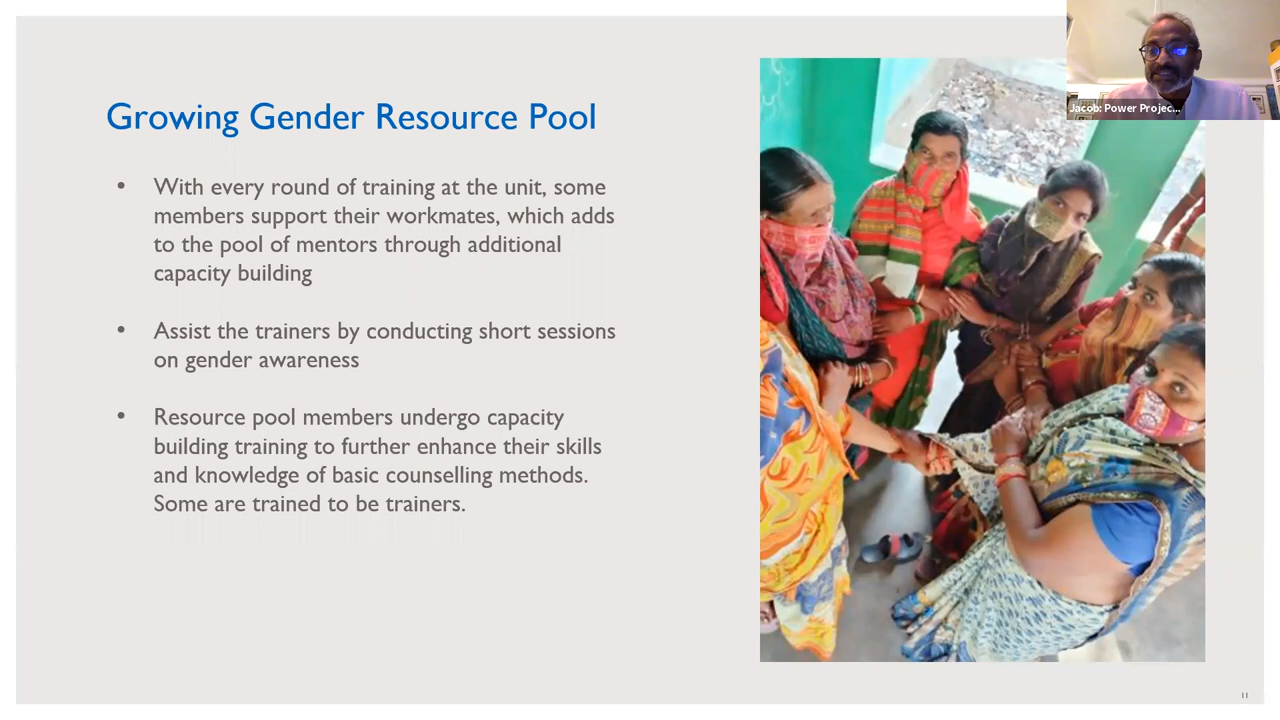 Growing Gender Resource Pool
• With every round of training at the unit, some
members support their workmates, which adds
to the pool of mentors through additional
capacity building
• Assist the trainers by conducting short sessions
on gender awareness
• Resource pool members undergo capacity
building training to further enhance their skills
and knowledge of basic counselling methods.
Some are trained to be trainers.
Jacob: Power Projec...
11